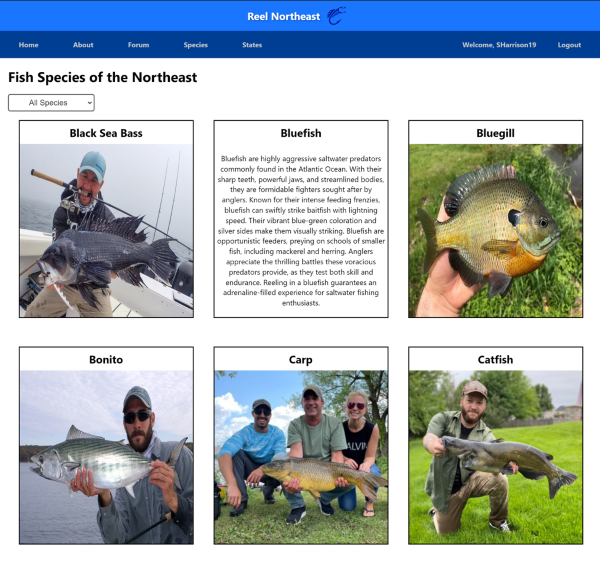 Reel Northeast
Home About Forum Species States Welcome, SHarrison19 Logout
Fish Species of the Northeast
All Species
Black Sea Bass
Bluefish
Bluegill
Bluefish are highly aggressive saltwater predators
commonly found in the Atlantic Ocean. With their
sharp teeth, powerful jaws, and streamlined bodies,
they are formidable fighters sought after by
anglers. Known for their intense feeding frenzies,
bluefish can swiftly strike baitfish with lightning
speed. Their vibrant blue-green coloration and
silver sides make them visually striking. Bluefish are
opportunistic feeders, preying on schools of smaller
fish, including mackerel and herring. Anglers
appreciate the thrilling battles these voracious
predators provide, as they test both skill and
endurance. Reeling in a bluefish guarantees an
adrenaline-filled experience for saltwater fishing
enthusiasts.
Bonito
Carp
Catfish
ALVIN